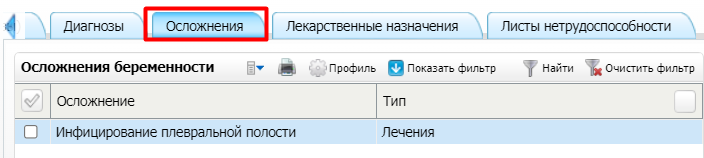 Диагнозы Осложнения Лекарственные назначения Листы нетрудоспособности
Осложнения беременности Профиль Показать фильтр Найти Очистить фильтр
Осложнение Тип
Инфицирование плевральной полости Лечения